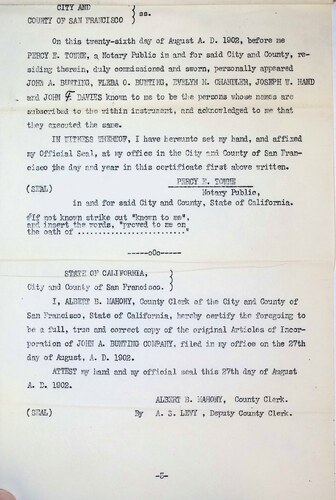 CITY AND
COUNTY OF SAN FRANCISCO } ss.
On this twenty-sixth day of August A. D. 1902, before me
PERCY E. TOWNE, a Notary Public in and for said City and County, re-
siding therein, duly commissioned and sworn, personally appeared
JOHN A. BUNTING, FLEDA O. BUNTING, EVELYN M. CHANDLER, JOSEPH E. HAND
and JOHN F DAVIES known to me to be the persons whose names are
subscribed to the within instrument, and acknowledged to me that
they executed the same.
IN WITNESS WHEREOF, I have hereunto set my hand, and affixed
my Official Seal, at my office in the City and County of San Fran-
cisco the day and year in this certificate first above written.
PERCY E. TOWNE
(SEAL) Notary Public,
in and for said City and County, State of California.
#If not known strike out "known to me".
and insert the words, "proved to me on
the oath of .....................
-----oOo-----
STATE OF CALIFORNIA, }
City and County of San Francisco. }
I, ALBERT B. MAHONY, County Clerk of the City and County of
San Francisco, State of California, hereby certify the foregoing to
be a full, true and correct copy of the original Articles of Incor-
poration of JOHN A. BUNTING COMPANY, filed in my office on the 27th
day of August, A. D. 1902.
ATTEST my hand and my official seal this 27th day of August
A. D. 1902.
ALBERT B. MAHONY, County Clerk.
(SEAL) By A. S. LEVY , Deputy County Clerk.
-5-